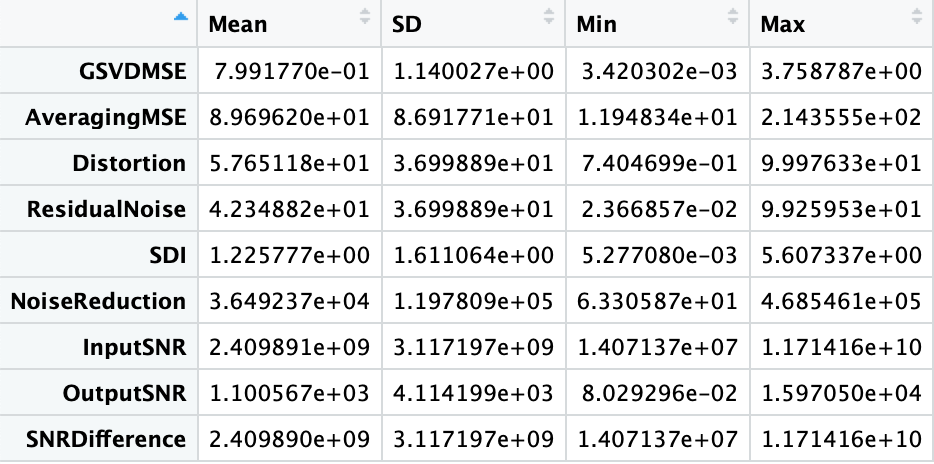 Mean SD Min Max
GSVDMSE 7.991770e-01 1.140027e+00 3.420302e-03 3.758787e+00
AveragingMSE 8.969620e+01 8.691771e+01 1.194834e+01 2.143555e+02
Distortion 5.765118e+01 3.699889e+01 7.404699e-01 9.997633e+01
ResidualNoise 4.234882e+01 3.699889e+01 2.366857e-02 9.925953e+01
SDI 1.225777e+00 1.611064e+00 5.277080e-03 5.607337e+00
NoiseReduction 3.649237e+04 1.197809e+05 6.330587e+01 4.685461e+05
InputSNR 2.409891e+09 3.117197e+09 1.407137e+07 1.171416e+10
OutputSNR 1.100567e+03 4.114199e+03 8.029296e-02 1.597050e+04
SNRDifference 2.409890e+09 3.117197e+09 1.407137e+07 1.171416e+10